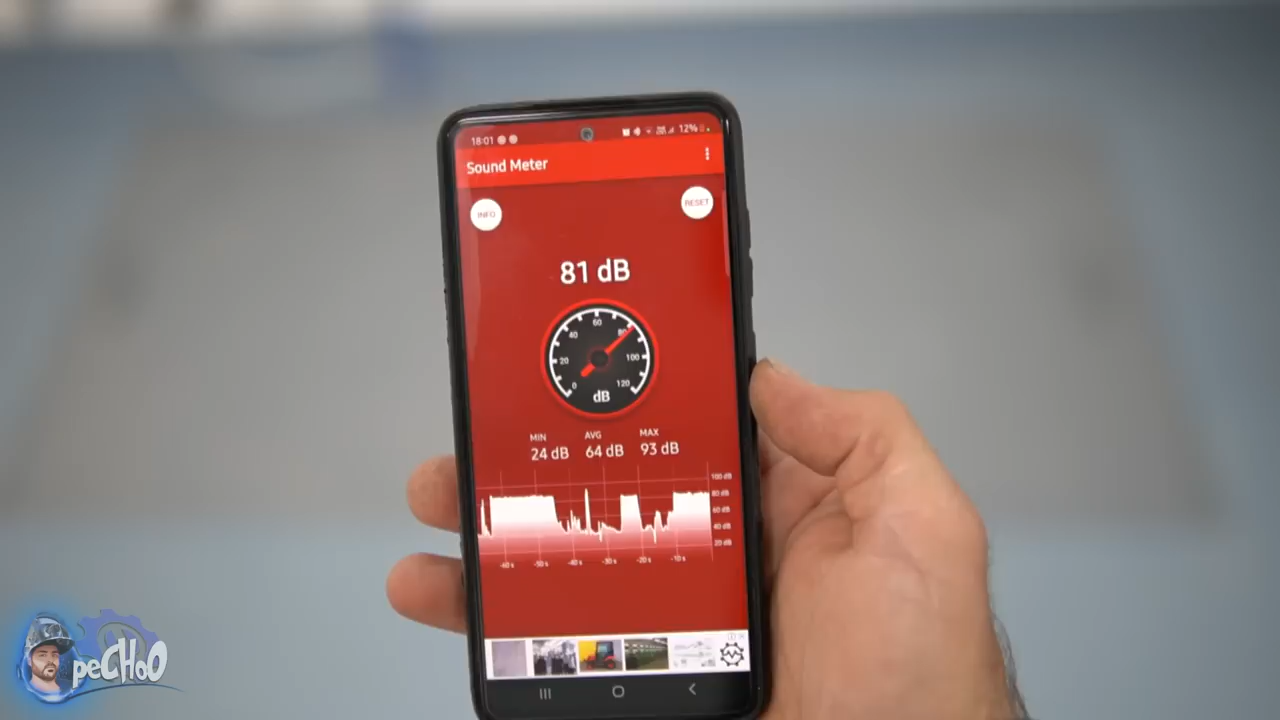 18:01
12%
Sound Meter
INFO
RESET
81 dB
60
40
80
20
100
0
120
dB
MIN
AVG
MAX
24 dB
64 dB
93 dB
100 dB
80 dB
60 dB
40 dB
20 dB
-60 s
-50 s
-40 s
-30 s
-20 s
-10 s
peCHoO